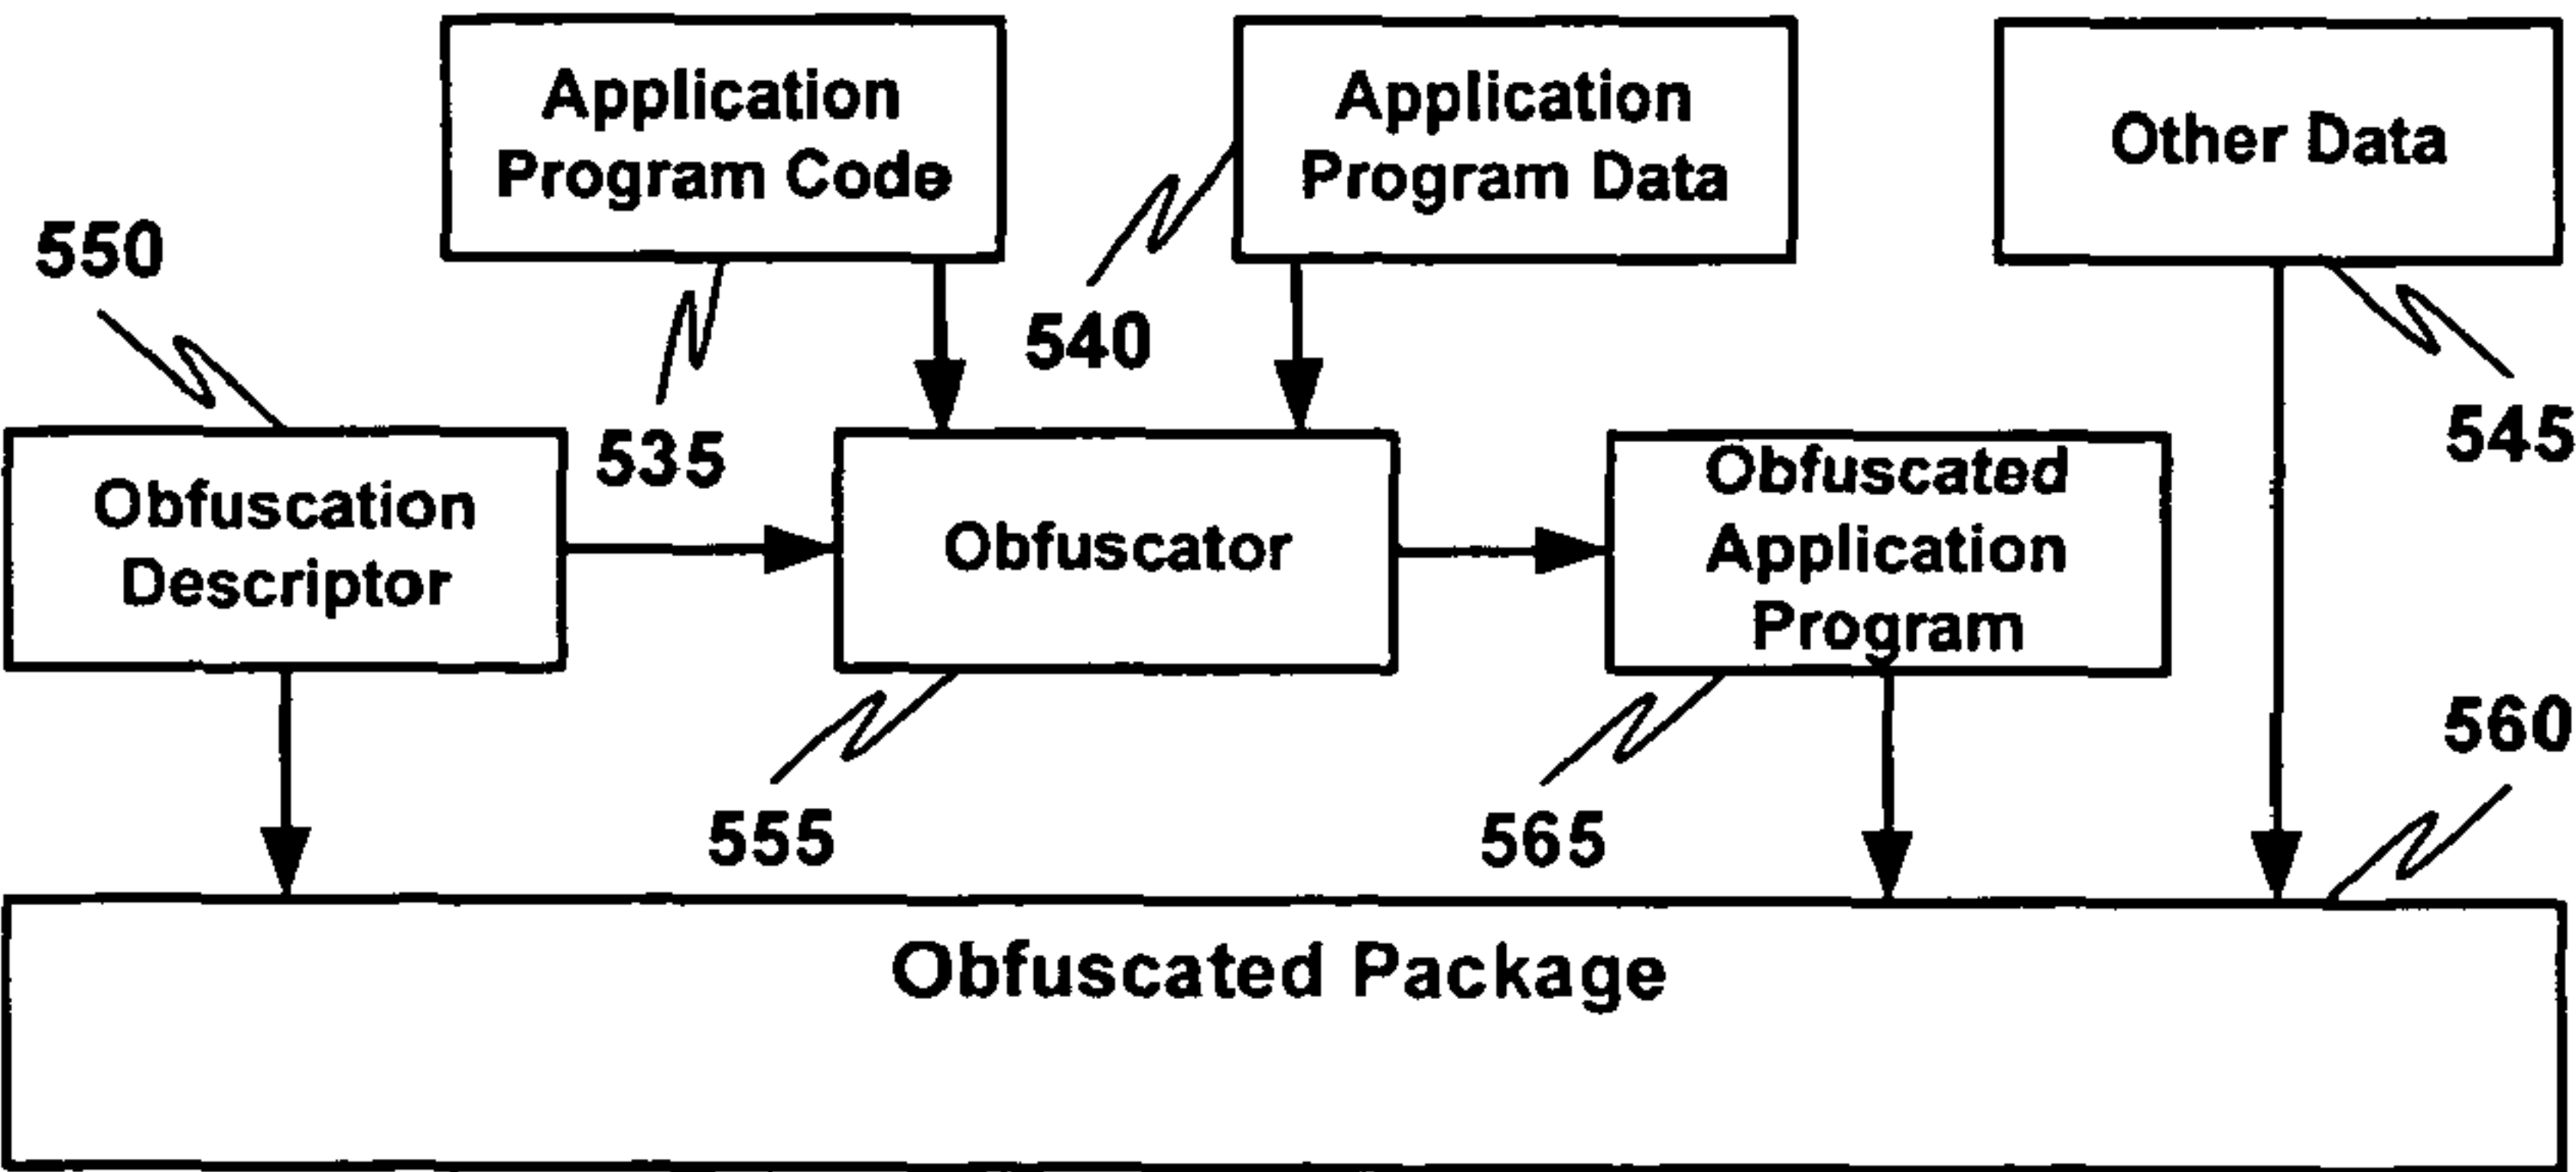 Application
Program Code
Application
Program Data
Other Data
550
540
535
545
Obfuscation
Descriptor
Obfuscator
Obfuscated
Application
Program
560
555
565
Obfuscated Package